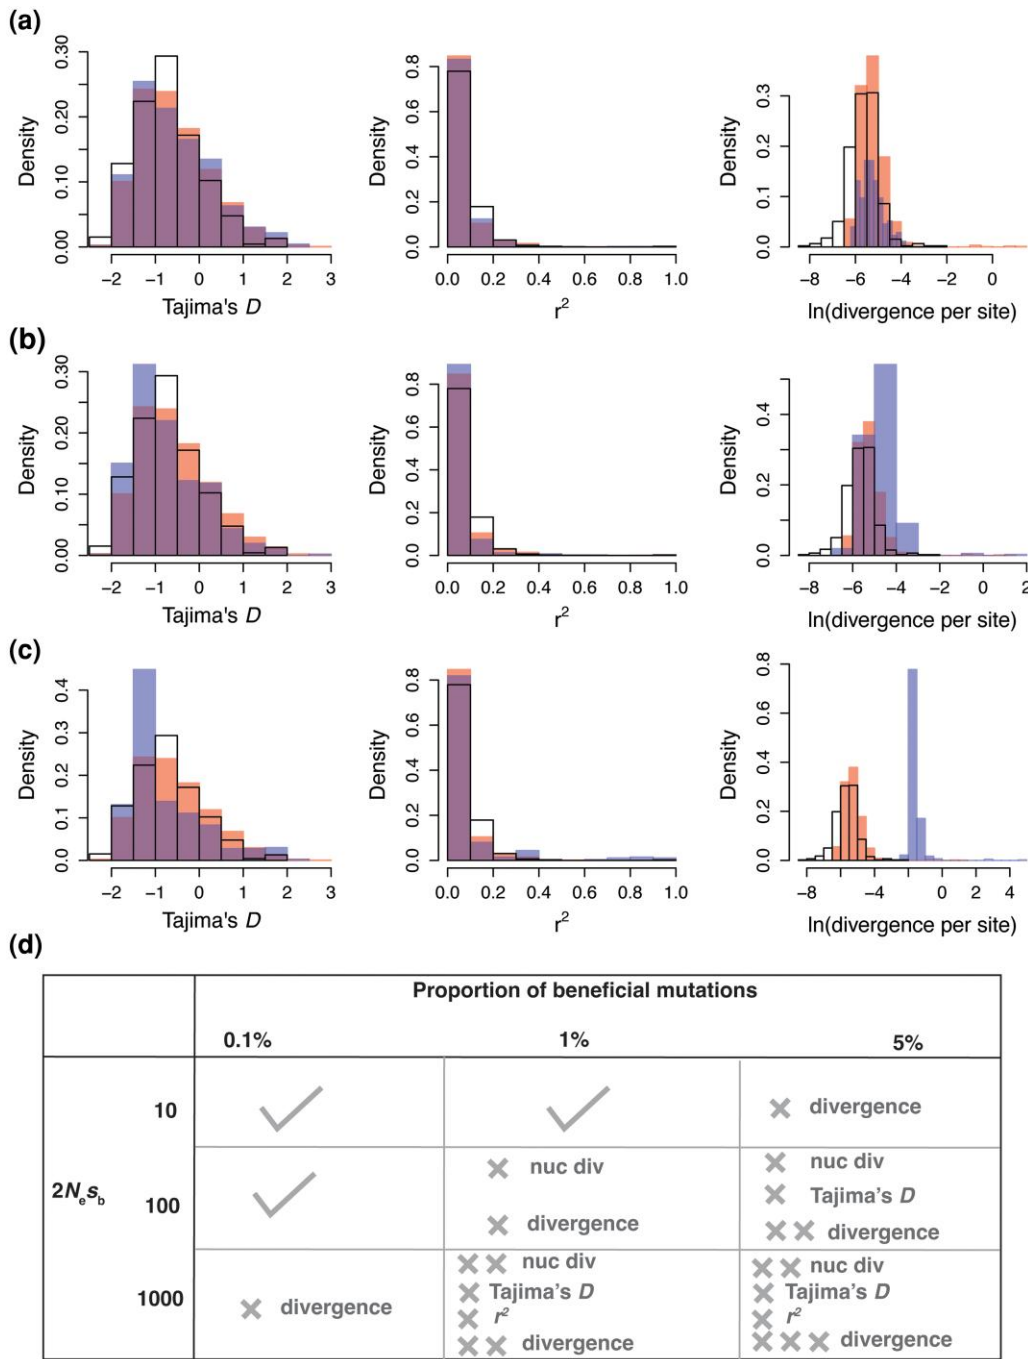 (a)
Density
0.00 0.10 0.20 0.30
−2 −1 0 1 2 3
Tajima's D
Density
0.0 0.2 0.4 0.6 0.8
0.0 0.2 0.4 0.6 0.8 1.0
r²
Density
0.0 0.1 0.2 0.3
−8 −6 −4 −2 0
ln(divergence per site)
(b)
Density
0.00 0.10 0.20 0.30
−2 −1 0 1 2 3
Tajima's D
Density
0.0 0.2 0.4 0.6 0.8
0.0 0.2 0.4 0.6 0.8 1.0
r²
Density
0.0 0.2 0.4
−8 −6 −4 −2 0 2
ln(divergence per site)
(c)
Density
0.0 0.1 0.2 0.3 0.4
−2 −1 0 1 2 3
Tajima's D
Density
0.0 0.2 0.4 0.6 0.8
0.0 0.2 0.4 0.6 0.8 1.0
r²
Density
0.0 0.2 0.4 0.6 0.8
−8 −4 0 4
ln(divergence per site)
(d)
Proportion of beneficial mutations
0.1% 1% 5%
2Nₑs_b
10
divergence
100
nuc div
divergence
nuc div
Tajima's D
divergence
1000
divergence
nuc div
Tajima's D
r²
divergence
nuc div
Tajima's D
r²
divergence